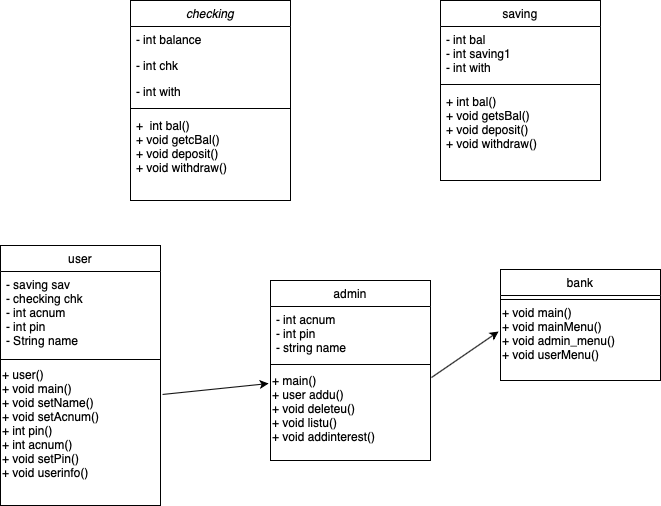 checking
- int balance
- int chk
- int with
+  int bal()
+ void getcBal()
+ void deposit()
+ void withdraw()
saving
- int bal
- int saving1
- int with
+ int bal()
+ void getsBal()
+ void deposit()
+ void withdraw()
user
- saving sav
- checking chk
- int acnum
- int pin
- String name
+ user()
+ void main()
+ void setName()
+ void setAcnum()
+ int pin()
+ int acnum()
+ void setPin()
+ void userinfo()
admin
- int acnum
- int pin
- string name
+ main()
+ user addu()
+ void deleteu()
+ void listu()
+ void addinterest()
bank
+ void main()
+ void mainMenu()
+ void admin_menu()
+ void userMenu()